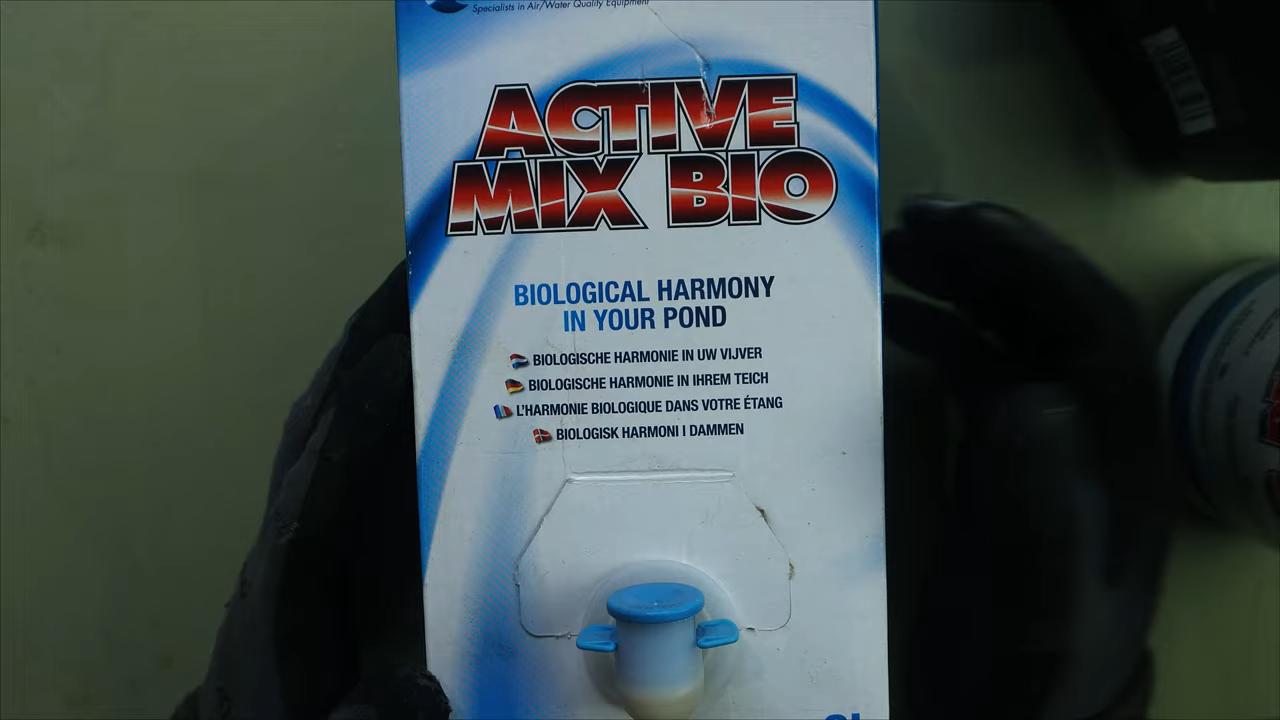 Specialists in Air/Water Quality Equipment
ACTIVE
MIX BIO
BIOLOGICAL HARMONY
IN YOUR POND
BIOLOGISCHE HARMONIE IN UW VIJVER
BIOLOGISCHE HARMONIE IN IHREM TEICH
L'HARMONIE BIOLOGIQUE DANS VOTRE ÉTANG
BIOLOGISK HARMONI I DAMMEN